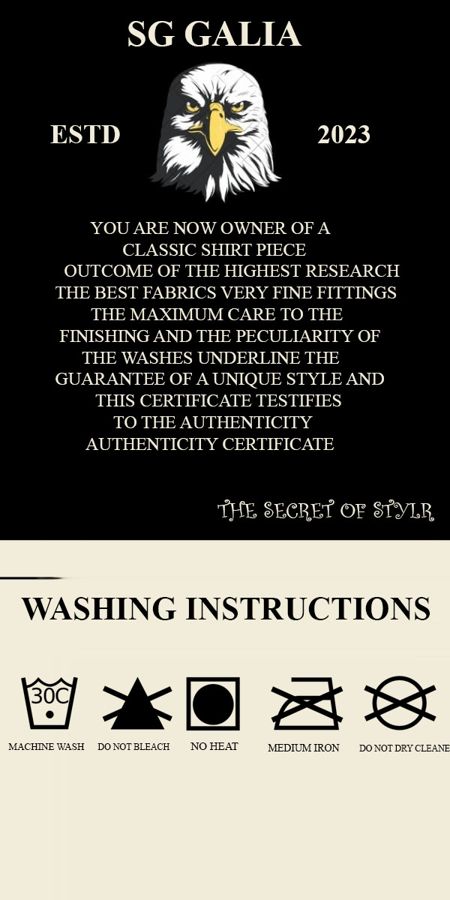 SG GALIA
ESTD 2023
YOU ARE NOW OWNER OF A
CLASSIC SHIRT PIECE
OUTCOME OF THE HIGHEST RESEARCH
THE BEST FABRICS VERY FINE FITTINGS
THE MAXIMUM CARE TO THE
FINISHING AND THE PECULIARITY OF
THE WASHES UNDERLINE THE
GUARANTEE OF A UNIQUE STYLE AND
THIS CERTIFICATE TESTIFIES
TO THE AUTHENTICITY
AUTHENTICITY CERTIFICATE
THE SECRET OF STYLR
WASHING INSTRUCTIONS
30C
MACHINE WASH DO NOT BLEACH NO HEAT MEDIUM IRON DO NOT DRY CLEANE